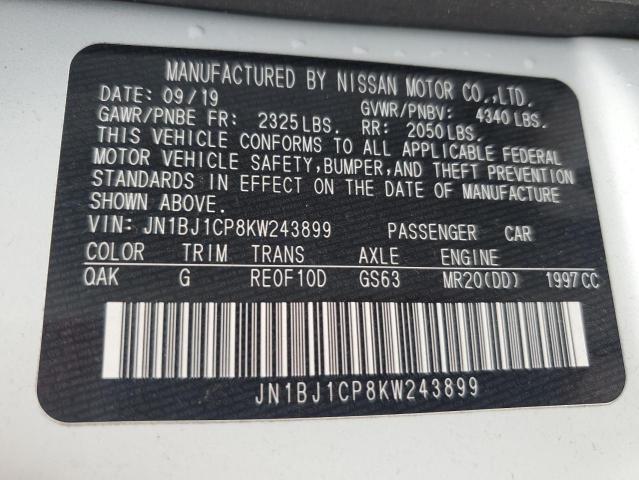 MANUFACTURED BY NISSAN MOTOR CO.,LTD.
DATE: 09/19 GVWR/PNBV: 4340 LBS.
GAWR/PNBE FR: 2325 LBS. RR: 2050 LBS.
THIS VEHICLE CONFORMS TO ALL APPLICABLE FEDERAL
MOTOR VEHICLE SAFETY,BUMPER,AND THEFT PREVENTION
STANDARDS IN EFFECT ON THE DATE OF MANUFACTURE
SHOWN ABOVE.
VIN: JN1BJ1CP8KW243899 PASSENGER CAR
COLOR TRIM TRANS AXLE ENGINE
QAK G RE0F10D GS63 MR20(DD) 1997 CC
JN1BJ1CP8KW243899